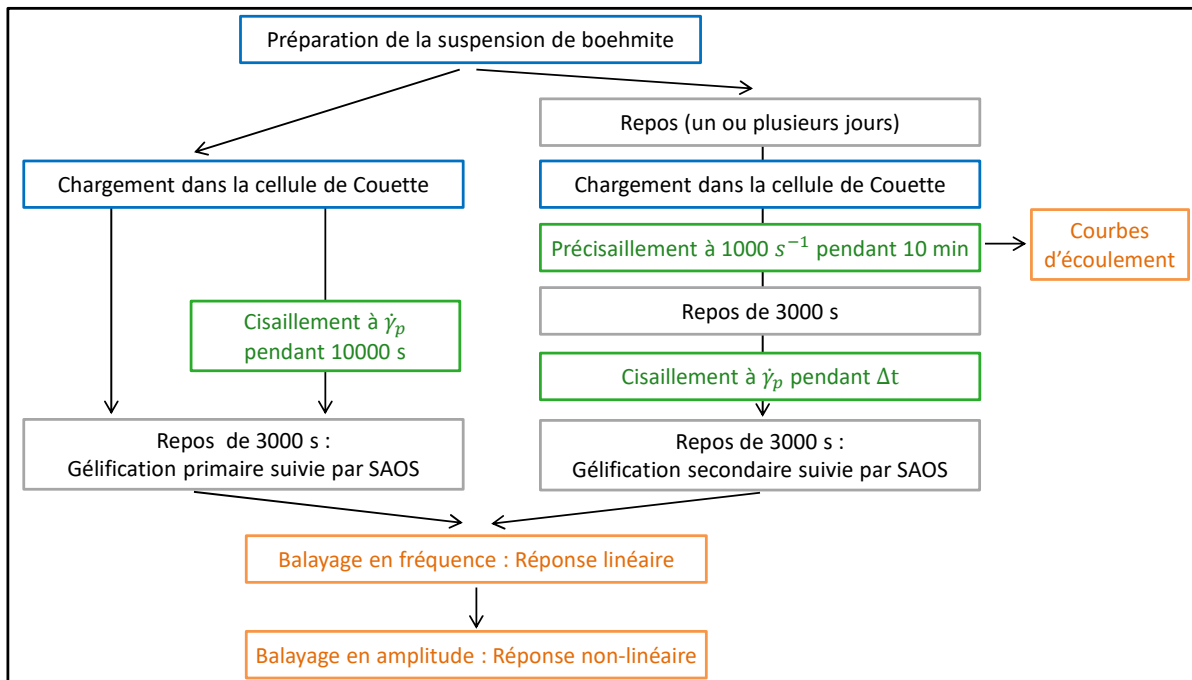 Préparation de la suspension de boehmite
Repos (un ou plusieurs jours)
Chargement dans la cellule de Couette
Chargement dans la cellule de Couette
Précisaillement à 1000 s⁻¹ pendant 10 min
Courbes
d’écoulement
Repos de 3000 s
Cisaillement à γ̇ₚ
pendant 10000 s
Cisaillement à γ̇ₚ pendant Δt
Repos de 3000 s :
Gélification primaire suivie par SAOS
Repos de 3000 s :
Gélification secondaire suivie par SAOS
Balayage en fréquence : Réponse linéaire
Balayage en amplitude : Réponse non-linéaire